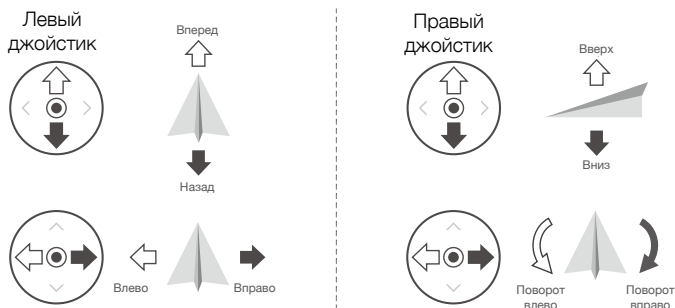 Левый
джойстик
Вперед
Назад
Влево
Вправо
Правый
джойстик
Вверх
Вниз
Поворот
влево
Поворот
вправо